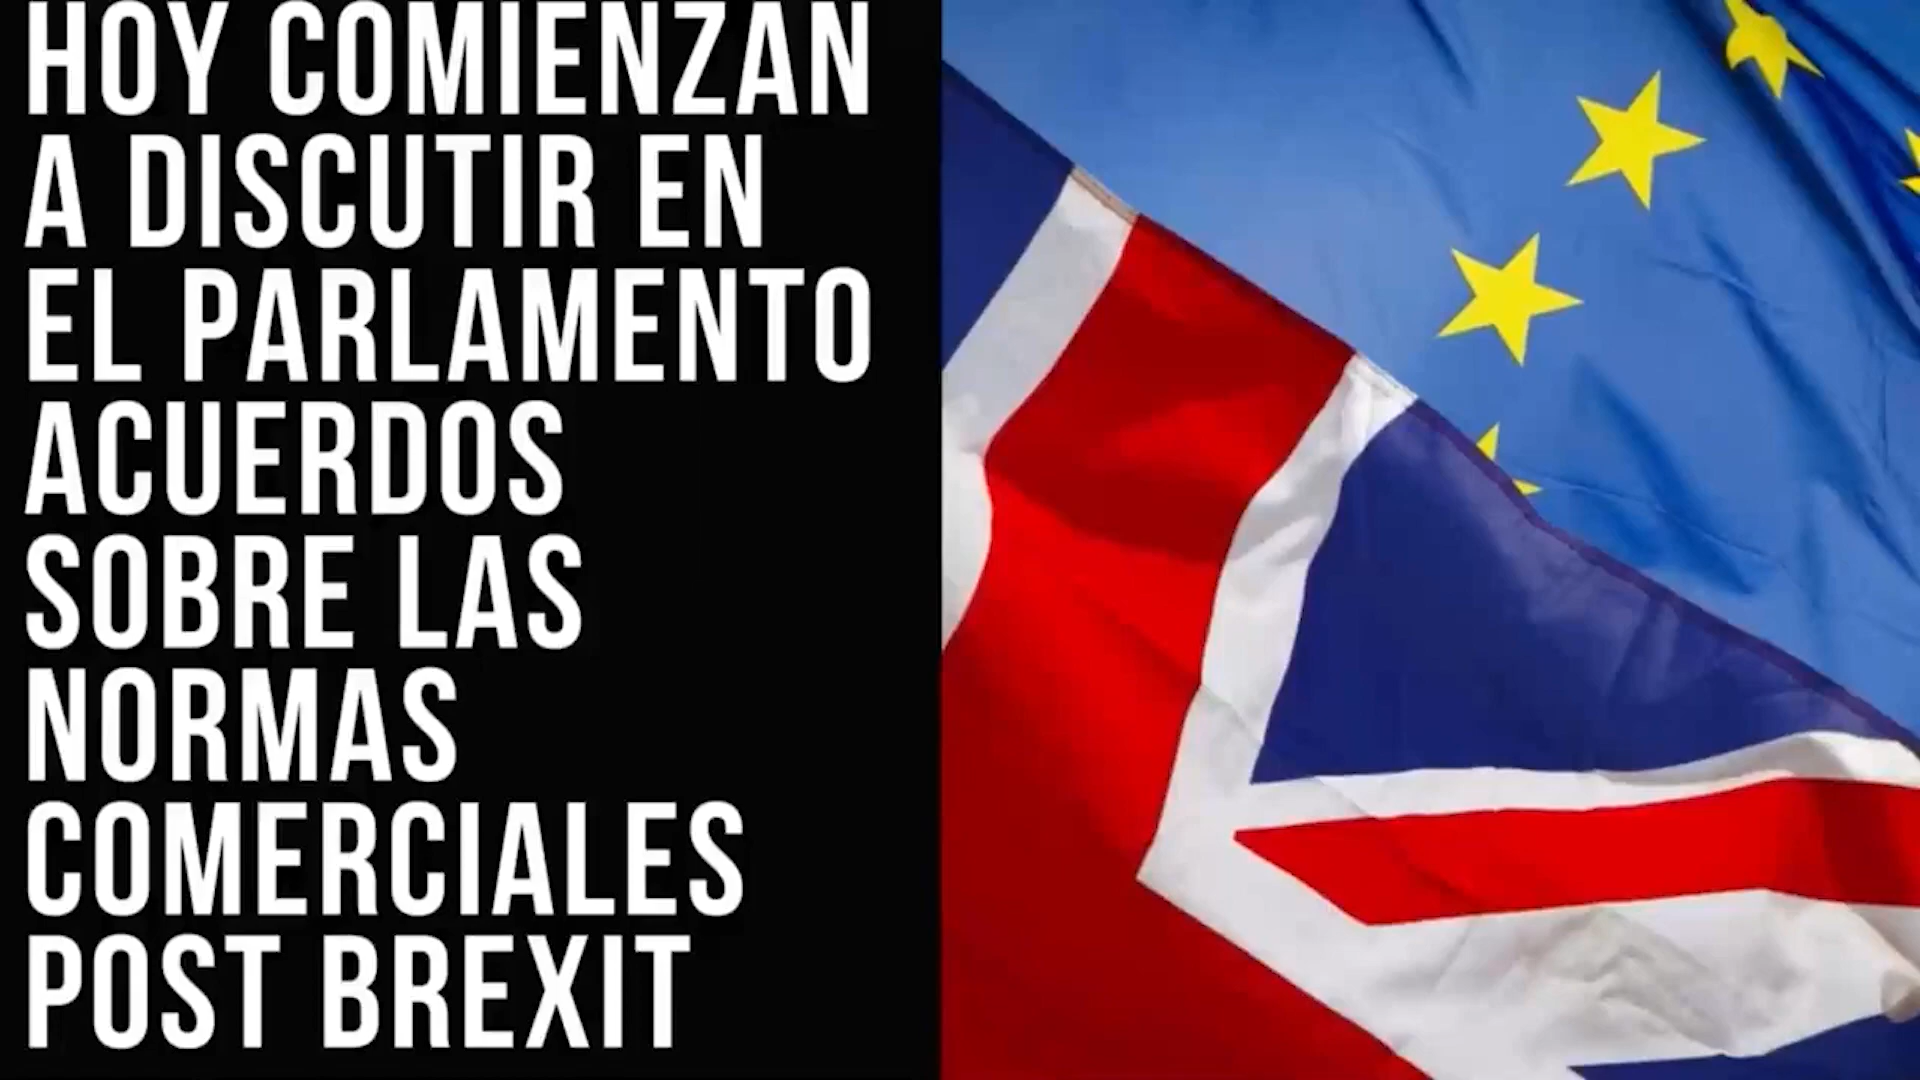 HOY COMIENZAN
A DISCUTIR EN
EL PARLAMENTO
ACUERDOS
SOBRE LAS
NORMAS
COMERCIALES
POST BREXIT